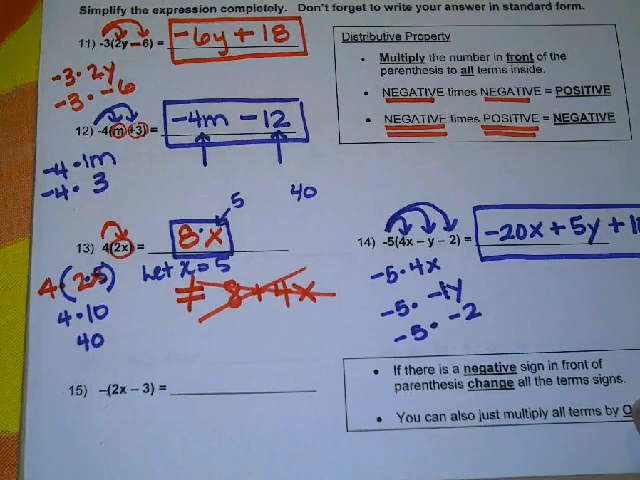 Simplify the expression completely. Don't forget to write your answer in standard form.
11) -3(2y – 6) = -6y + 18
-3 · 2y
-3 · -6
Distributive Property
• Multiply the number in front of the parenthesis to all terms inside.
• NEGATIVE times NEGATIVE = POSITIVE
• NEGATIVE times POSITIVE = NEGATIVE
12) -4(m +3) = -4m - 12
-4 · 1m
-4 · 3
5
40
13) 4(2x) = 8·x
Let x = 5
4 · (2·5)
4 · 10
40
≠ 8 + 4x
14) -5(4x – y – 2) = -20x + 5y + 1
-5 · 4x
-5 · -1y
-5 · -2
15) –(2x – 3) =
• If there is a negative sign in front of
parenthesis change all the terms signs.
• You can also just multiply all terms by